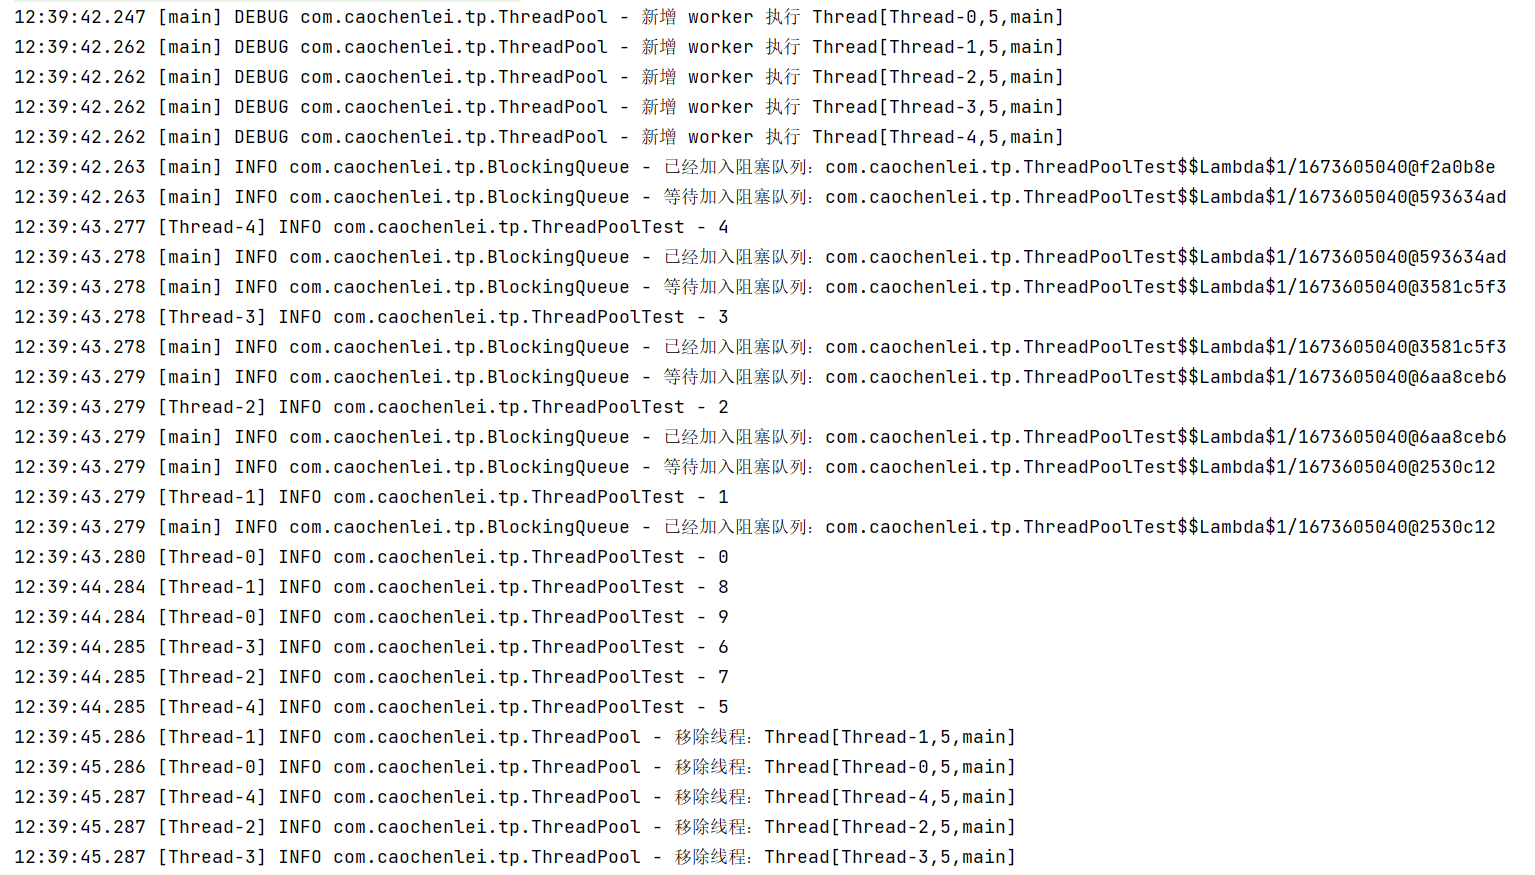 12:39:42.247 [main] DEBUG com.caochenlei.tp.ThreadPool - 新增 worker 执行 Thread[Thread-0,5,main]
12:39:42.262 [main] DEBUG com.caochenlei.tp.ThreadPool - 新增 worker 执行 Thread[Thread-1,5,main]
12:39:42.262 [main] DEBUG com.caochenlei.tp.ThreadPool - 新增 worker 执行 Thread[Thread-2,5,main]
12:39:42.262 [main] DEBUG com.caochenlei.tp.ThreadPool - 新增 worker 执行 Thread[Thread-3,5,main]
12:39:42.262 [main] DEBUG com.caochenlei.tp.ThreadPool - 新增 worker 执行 Thread[Thread-4,5,main]
12:39:42.263 [main] INFO com.caochenlei.tp.BlockingQueue - 已经加入阻塞队列：com.caochenlei.tp.ThreadPoolTest$$Lambda$1/1673605040@f2a0b8e
12:39:42.263 [main] INFO com.caochenlei.tp.BlockingQueue - 等待加入阻塞队列：com.caochenlei.tp.ThreadPoolTest$$Lambda$1/1673605040@593634ad
12:39:43.277 [Thread-4] INFO com.caochenlei.tp.ThreadPoolTest - 4
12:39:43.278 [main] INFO com.caochenlei.tp.BlockingQueue - 已经加入阻塞队列：com.caochenlei.tp.ThreadPoolTest$$Lambda$1/1673605040@593634ad
12:39:43.278 [main] INFO com.caochenlei.tp.BlockingQueue - 等待加入阻塞队列：com.caochenlei.tp.ThreadPoolTest$$Lambda$1/1673605040@3581c5f3
12:39:43.278 [Thread-3] INFO com.caochenlei.tp.ThreadPoolTest - 3
12:39:43.278 [main] INFO com.caochenlei.tp.BlockingQueue - 已经加入阻塞队列：com.caochenlei.tp.ThreadPoolTest$$Lambda$1/1673605040@3581c5f3
12:39:43.279 [main] INFO com.caochenlei.tp.BlockingQueue - 等待加入阻塞队列：com.caochenlei.tp.ThreadPoolTest$$Lambda$1/1673605040@6aa8ceb6
12:39:43.279 [Thread-2] INFO com.caochenlei.tp.ThreadPoolTest - 2
12:39:43.279 [main] INFO com.caochenlei.tp.BlockingQueue - 已经加入阻塞队列：com.caochenlei.tp.ThreadPoolTest$$Lambda$1/1673605040@6aa8ceb6
12:39:43.279 [main] INFO com.caochenlei.tp.BlockingQueue - 等待加入阻塞队列：com.caochenlei.tp.ThreadPoolTest$$Lambda$1/1673605040@2530c12
12:39:43.279 [Thread-1] INFO com.caochenlei.tp.ThreadPoolTest - 1
12:39:43.279 [main] INFO com.caochenlei.tp.BlockingQueue - 已经加入阻塞队列：com.caochenlei.tp.ThreadPoolTest$$Lambda$1/1673605040@2530c12
12:39:43.280 [Thread-0] INFO com.caochenlei.tp.ThreadPoolTest - 0
12:39:44.284 [Thread-1] INFO com.caochenlei.tp.ThreadPoolTest - 8
12:39:44.284 [Thread-0] INFO com.caochenlei.tp.ThreadPoolTest - 9
12:39:44.285 [Thread-3] INFO com.caochenlei.tp.ThreadPoolTest - 6
12:39:44.285 [Thread-2] INFO com.caochenlei.tp.ThreadPoolTest - 7
12:39:44.285 [Thread-4] INFO com.caochenlei.tp.ThreadPoolTest - 5
12:39:45.286 [Thread-1] INFO com.caochenlei.tp.ThreadPool - 移除线程：Thread[Thread-1,5,main]
12:39:45.286 [Thread-0] INFO com.caochenlei.tp.ThreadPool - 移除线程：Thread[Thread-0,5,main]
12:39:45.287 [Thread-4] INFO com.caochenlei.tp.ThreadPool - 移除线程：Thread[Thread-4,5,main]
12:39:45.287 [Thread-2] INFO com.caochenlei.tp.ThreadPool - 移除线程：Thread[Thread-2,5,main]
12:39:45.287 [Thread-3] INFO com.caochenlei.tp.ThreadPool - 移除线程：Thread[Thread-3,5,main]